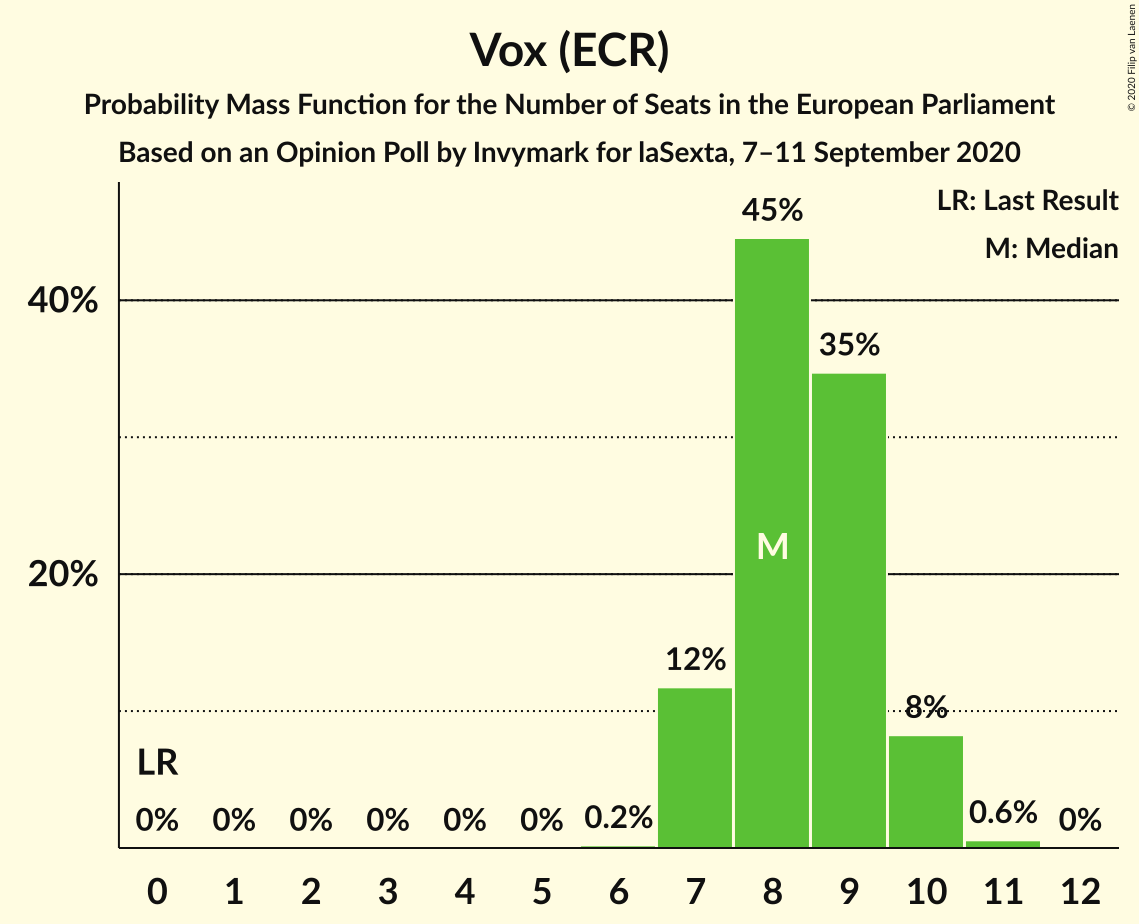 Vox (ECR)
Probability Mass Function for the Number of Seats in the European Parliament
Based on an Opinion Poll by Invymark for laSexta, 7–11 September 2020
© 2020 Filip van Laenen
LR: Last Result
M: Median
45%
40%
35%
M
20%
12%
8%
LR
0% 0% 0% 0% 0% 0% 0.2% 0.6% 0%
0 1 2 3 4 5 6 7 8 9 10 11 12